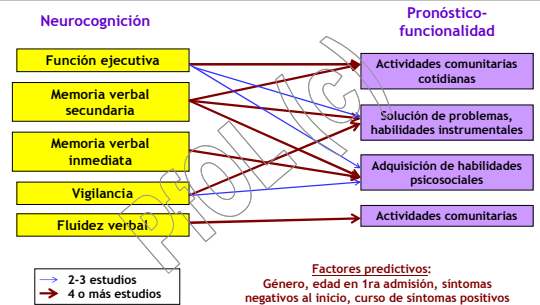 Neurocognición
Pronóstico-
funcionalidad
Función ejecutiva
Memoria verbal
secundaria
Memoria verbal
inmediata
Vigilancia
Fluidez verbal
Actividades comunitarias
cotidianas
Solución de problemas,
habilidades instrumentales
Adquisición de habilidades
psicosociales
Actividades comunitarias
2-3 estudios
4 o más estudios
Factores predictivos:
Género, edad en 1ra admisión, síntomas
negativos al inicio, curso de síntomas positivos